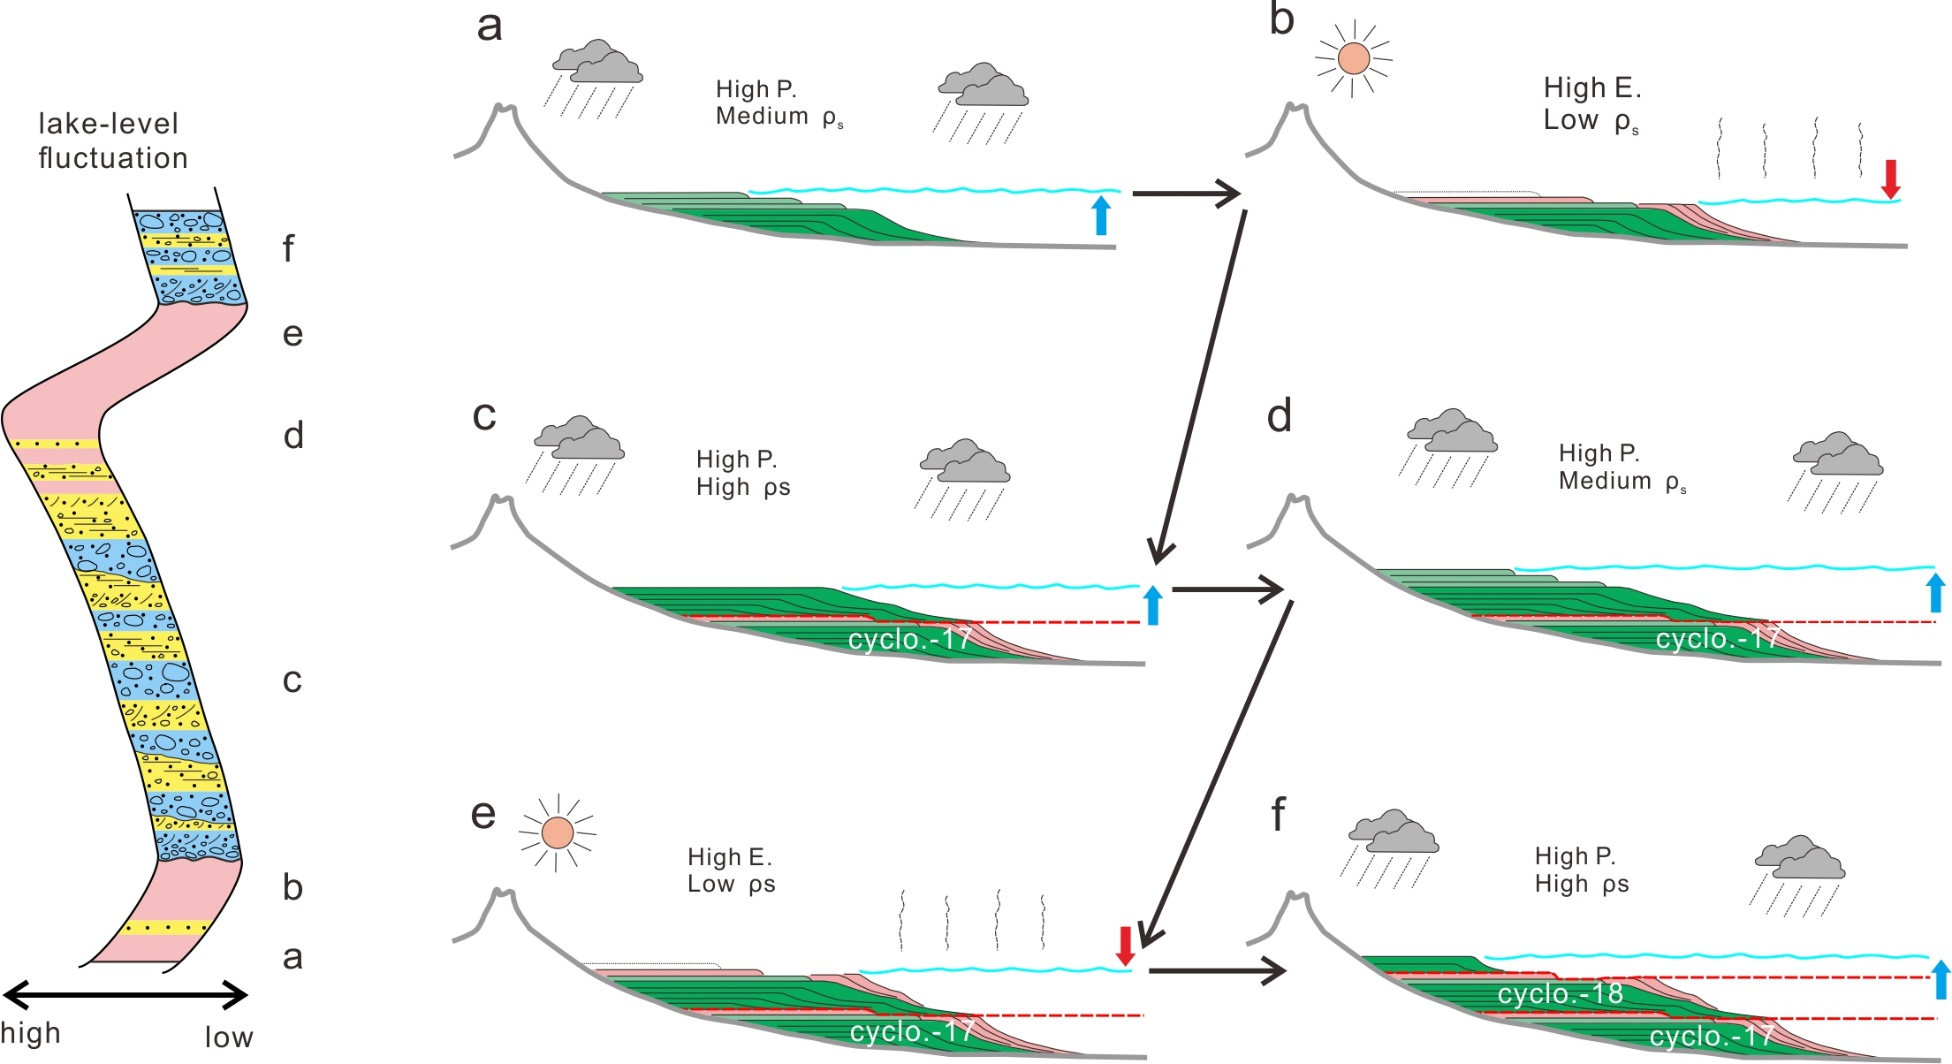 lake-level
fluctuation
f
e
d
c
b
a
high
low
a
High P.
Medium ρs
b
High E.
Low ρs
c
High P.
High ρs
cyclo.-17
d
High P.
Medium ρs
cyclo.-17
e
High E.
Low ρs
cyclo.-17
f
High P.
High ρs
cyclo.-18
cyclo.-17